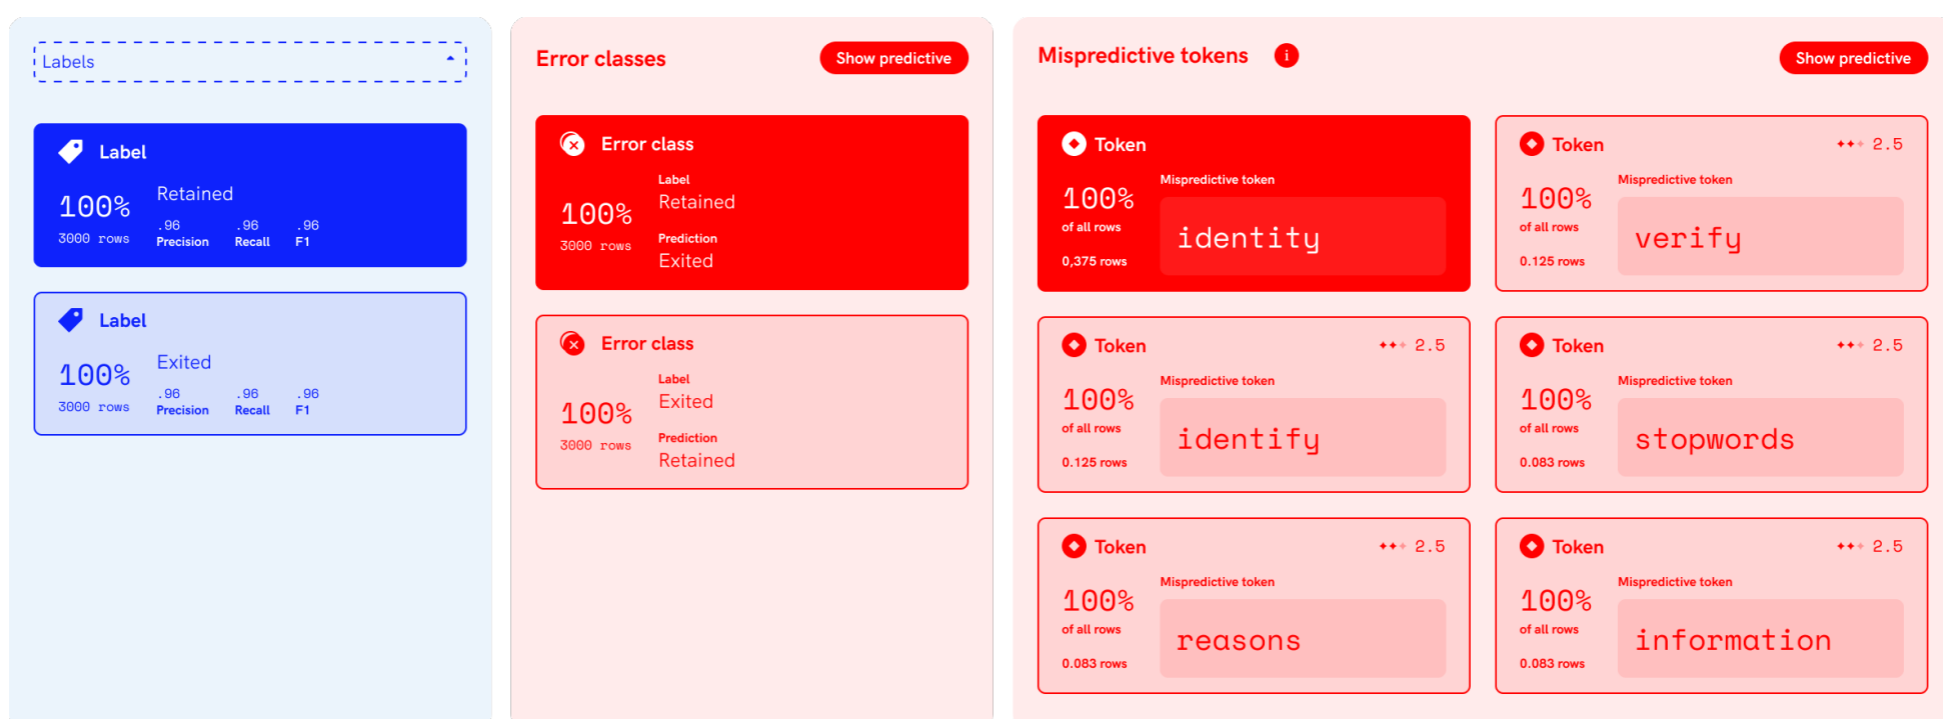 Labels
Label
100%
3000 rows
Retained
.96 .96 .96
Precision Recall F1
Label
100%
3000 rows
Exited
.96 .96 .96
Precision Recall F1
Error classes
Show predictive
Error class
100%
3000 rows
Label
Retained
Prediction
Exited
Error class
100%
3000 rows
Label
Exited
Prediction
Retained
Mispredictive tokens i
Show predictive
Token
100%
of all rows
0,375 rows
Mispredictive token
identity
Token
2.5
100%
of all rows
0.125 rows
Mispredictive token
verify
Token
2.5
100%
of all rows
0.125 rows
Mispredictive token
identify
Token
2.5
100%
of all rows
0.083 rows
Mispredictive token
stopwords
Token
2.5
100%
of all rows
0.083 rows
Mispredictive token
reasons
Token
2.5
100%
of all rows
0.083 rows
Mispredictive token
information